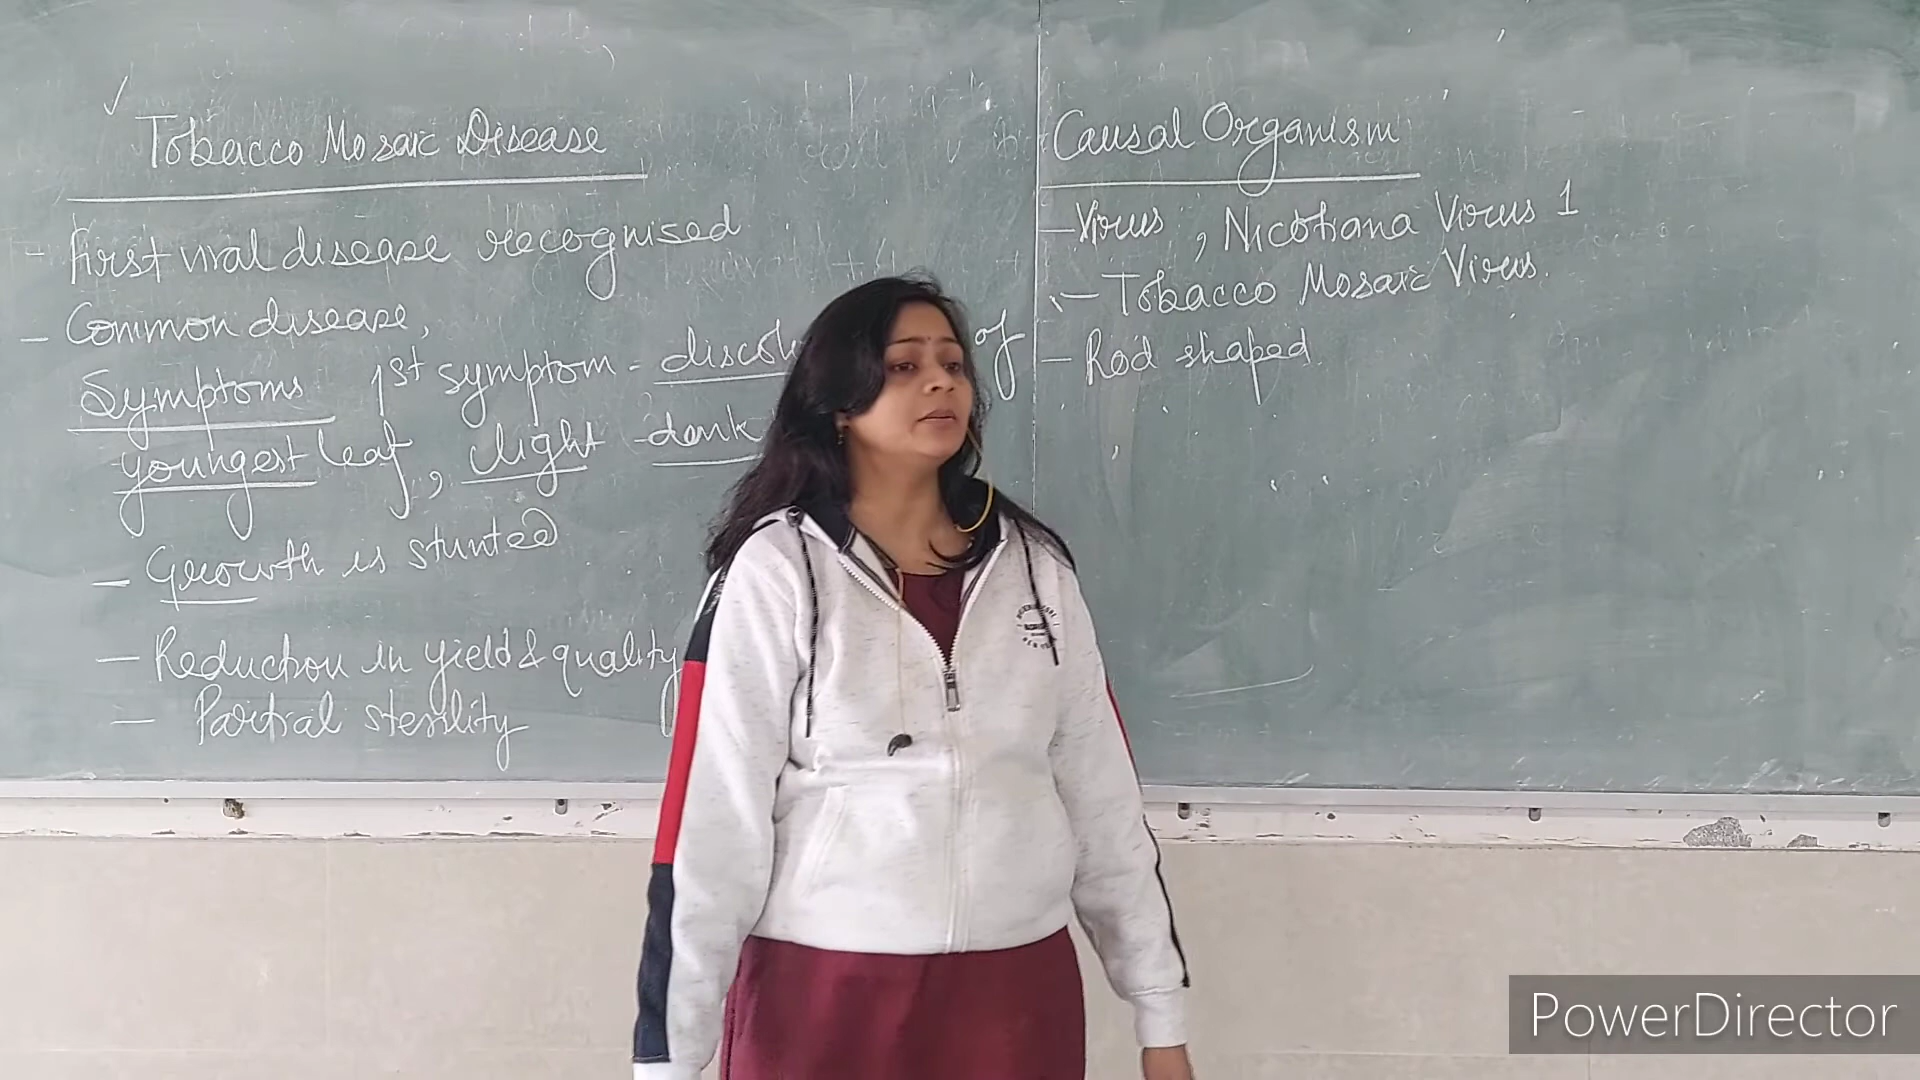 Tobacco Mosaic Disease
- First viral disease recognised
- Common disease,
Symptoms 1st symptom - discolo of
youngest leaf, light - dark
- Growth is stunted
- Reduction in yield & quality
- Partial sterility
Causal Organism
- Virus, Nicotiana Virus 1
- Tobacco Mosaic Virus.
- Rod shaped
PowerDirector